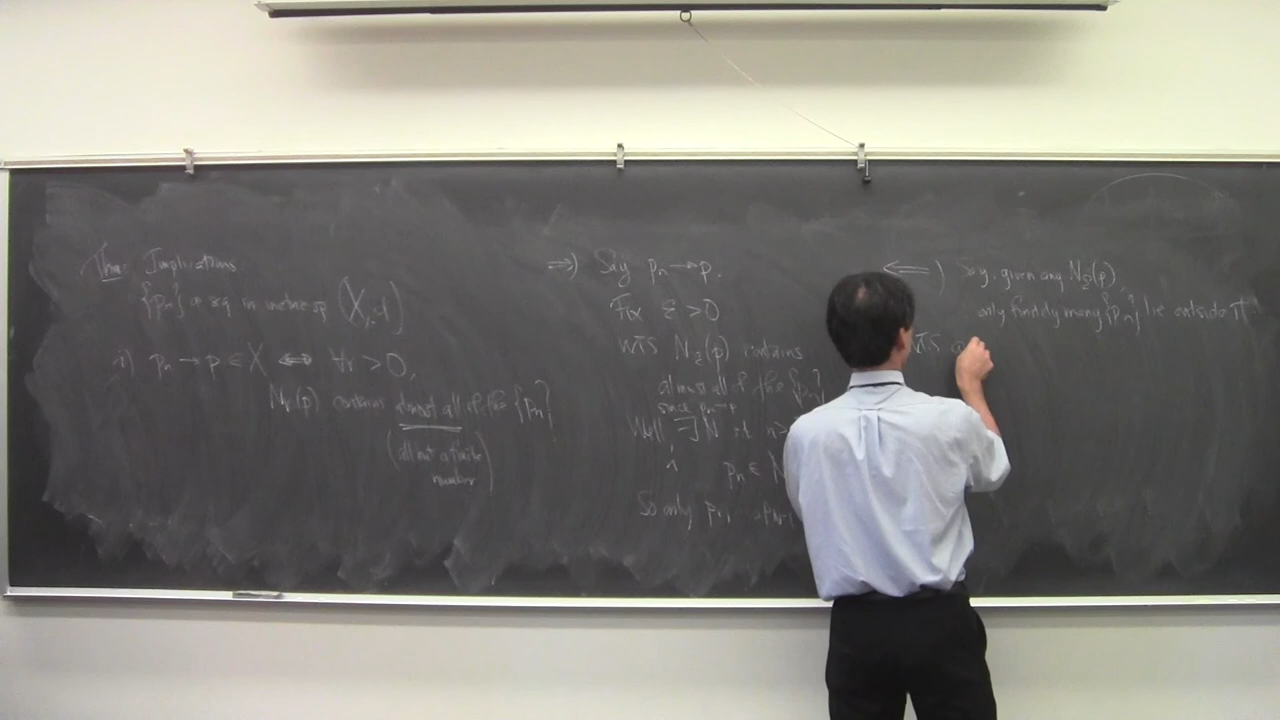 Thm: Implications
{pn} a seq in metric sp (X, d)
i) pn → p ∈ X ⟺ ∀r > 0,
Nr(p) contains almost all of the {pn}
(all but a finite
number)
⇒) Say pn → p.
Fix ε > 0
WTS Nε(p) contains
almost all of the {pn}
since pn → p
Well ∃ N st n >
^ pn ∈ N
So only p1, pN-1
⟸) Say, given any Nε(p),
only finitely many {pn} lie outside it
WTS